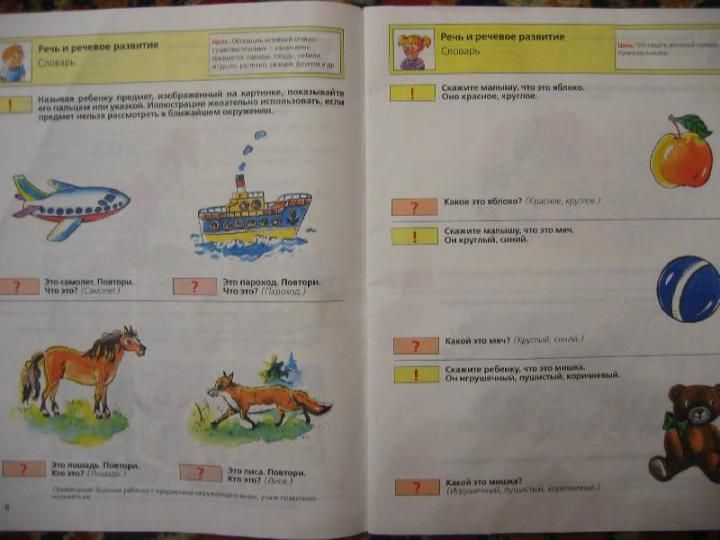 Речь и речевое развитие
Словарь
Цель: Обогащать активный словарь
существительными – названиями
предметов одежды, посуды, мебели,
игрушек, растений, овощей, фруктов и др.
! Называя ребенку предмет, изображенный на картинке, показывайте
его пальцем или указкой. Иллюстрации желательно использовать, если
предмет нельзя рассмотреть в ближайшем окружении.
? Это самолет. Повтори.
Что это? (Самолет.)
? Это пароход. Повтори.
Что это? (Пароход.)
? Это лошадь. Повтори.
Кто это? (Лошадь.)
? Это лиса. Повтори.
Кто это? (Лиса.)
Примечание. Знакомя ребенка с предметами окружающего мира, учите правильно
называть их.
8
Речь и речевое развитие
Словарь
Цель: Обогащать активный словарь
прилагательными.
! Скажите малышу, что это яблоко.
Оно красное, круглое.
? Какое это яблоко? (Красное, круглое.)
! Скажите малышу, что это мяч.
Он круглый, синий.
? Какой это мяч? (Круглый, синий.)
! Скажите ребенку, что это мишка.
Он игрушечный, пушистый, коричневый.
? Какой это мишка?
(Игрушечный, пушистый, коричневый.)